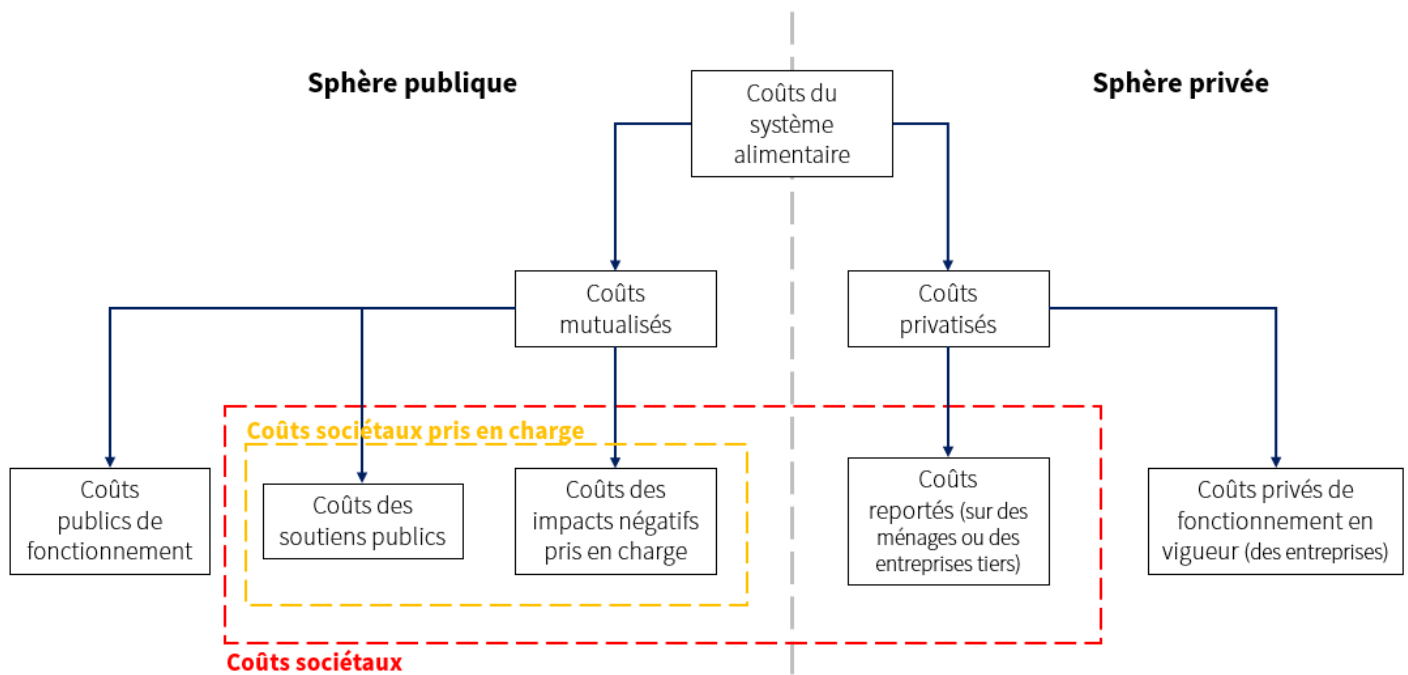 Sphère publique
Sphère privée
Coûts du
système
alimentaire
Coûts
mutualisés
Coûts
privatisés
Coûts sociétaux pris en charge
Coûts
publics de
fonctionnement
Coûts des
soutiens publics
Coûts des
impacts négatifs
pris en charge
Coûts
reportés (sur des
ménages ou des
entreprises tiers)
Coûts privés de
fonctionnement en
vigueur (des entreprises)
Coûts sociétaux